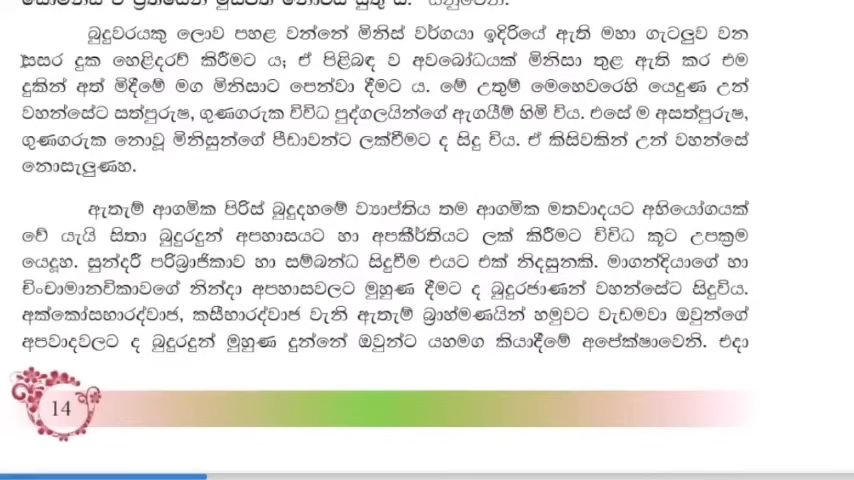 බුදුවරයකු ලොව පහළ වන්නේ මිනිස් වර්ගයා ඉදිරියේ ඇති මහා ගැටලුව වන
සසර දුක හෙළිදරව් කිරීමට ය; ඒ පිළිබඳ ව අවබෝධයක් මිනිසා තුළ ඇති කර එම
දුකින් අත් මිදීමේ මග මිනිසාට පෙන්වා දීමට ය. මේ උතුම් මෙහෙවරෙහි යෙදුණ උන්
වහන්සේට සත්පුරුෂ, ගුණගරුක විවිධ පුද්ගලයින්ගේ ඇගයීම් හිමි විය. එසේ ම අසත්පුරුෂ,
ගුණගරුක නොවූ මිනිසුන්ගේ පීඩාවන්ට ලක්වීමට ද සිදු විය. ඒ කිසිවකින් උන් වහන්සේ
නොසැලුණහ.
ඇතැම් ආගමික පිරිස් බුදුදහමේ ව්‍යාප්තිය තම ආගමික මතවාදයට අභියෝගයක්
වේ යැයි සිතා බුදුරදුන් අපහාසයට හා අපකීර්තියට ලක් කිරීමට විවිධ කූට උපක්‍රම
යෙදූහ. සුන්දරී පරිබ්‍රාජිකාව හා සම්බන්ධ සිදුවීම එයට එක් නිදසුනකි. මාගන්දියාගේ හා
චිංචාමානවිකාවගේ නින්දා අපහාසවලට මුහුණ දීමට ද බුදුරජාණන් වහන්සේට සිදුවිය.
අක්කෝසභාරද්වාජ, කසීභාරද්වාජ වැනි ඇතැම් බ්‍රාහ්මණයින් හමුවට වැඩමවා ඔවුන්ගේ
අපවාදවලට ද බුදුරදුන් මුහුණ දුන්නේ ඔවුන්ට යහමග කියාදීමේ අපේක්ෂාවෙනි. එදා
14